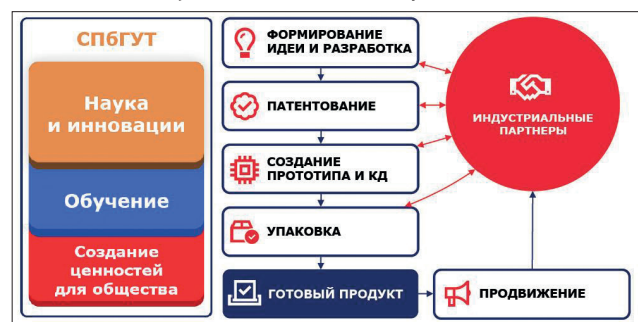 СПбГУТ
Наука
и инновации
Обучение
Создание
ценностей
для общества
ФОРМИРОВАНИЕ
ИДЕИ И РАЗРАБОТКА
ПАТЕНТОВАНИЕ
СОЗДАНИЕ
ПРОТОТИПА И КД
УПАКОВКА
ГОТОВЫЙ ПРОДУКТ
ИНДУСТРИАЛЬНЫЕ
ПАРТНЕРЫ
ПРОДВИЖЕНИЕ